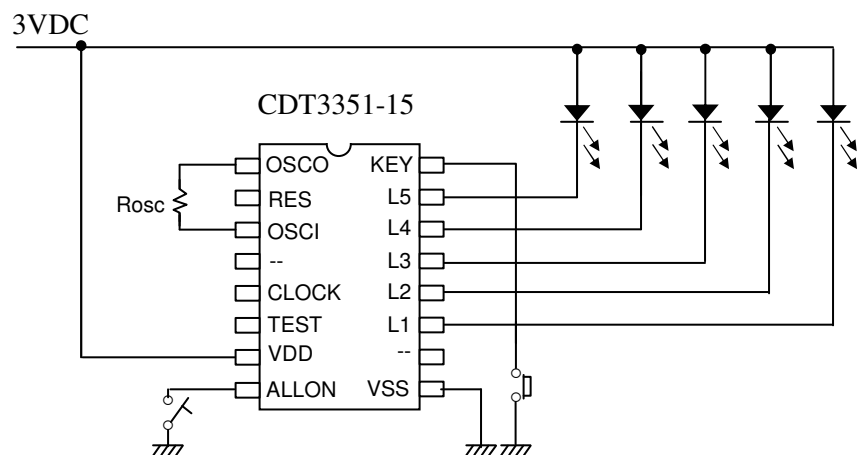 3VDC
CDT3351-15
OSCO KEY
RES L5
Rosc
OSCI L4
-- L3
CLOCK L2
TEST L1
VDD --
ALLON VSS